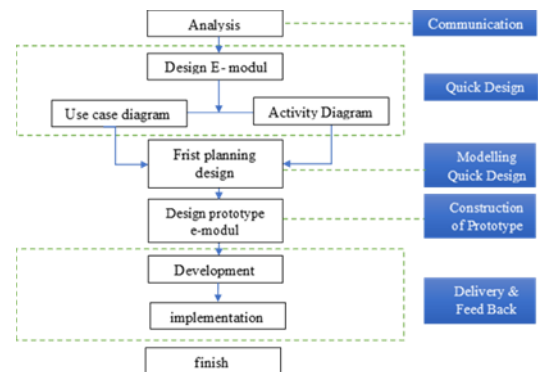 Analysis
Communication
Design E- modul
Quick Design
Use case diagram
Activity Diagram
Frist planning
design
Modelling
Quick Design
Design prototype
e-modul
Construction
of Prototype
Development
Delivery &
Feed Back
implementation
finish